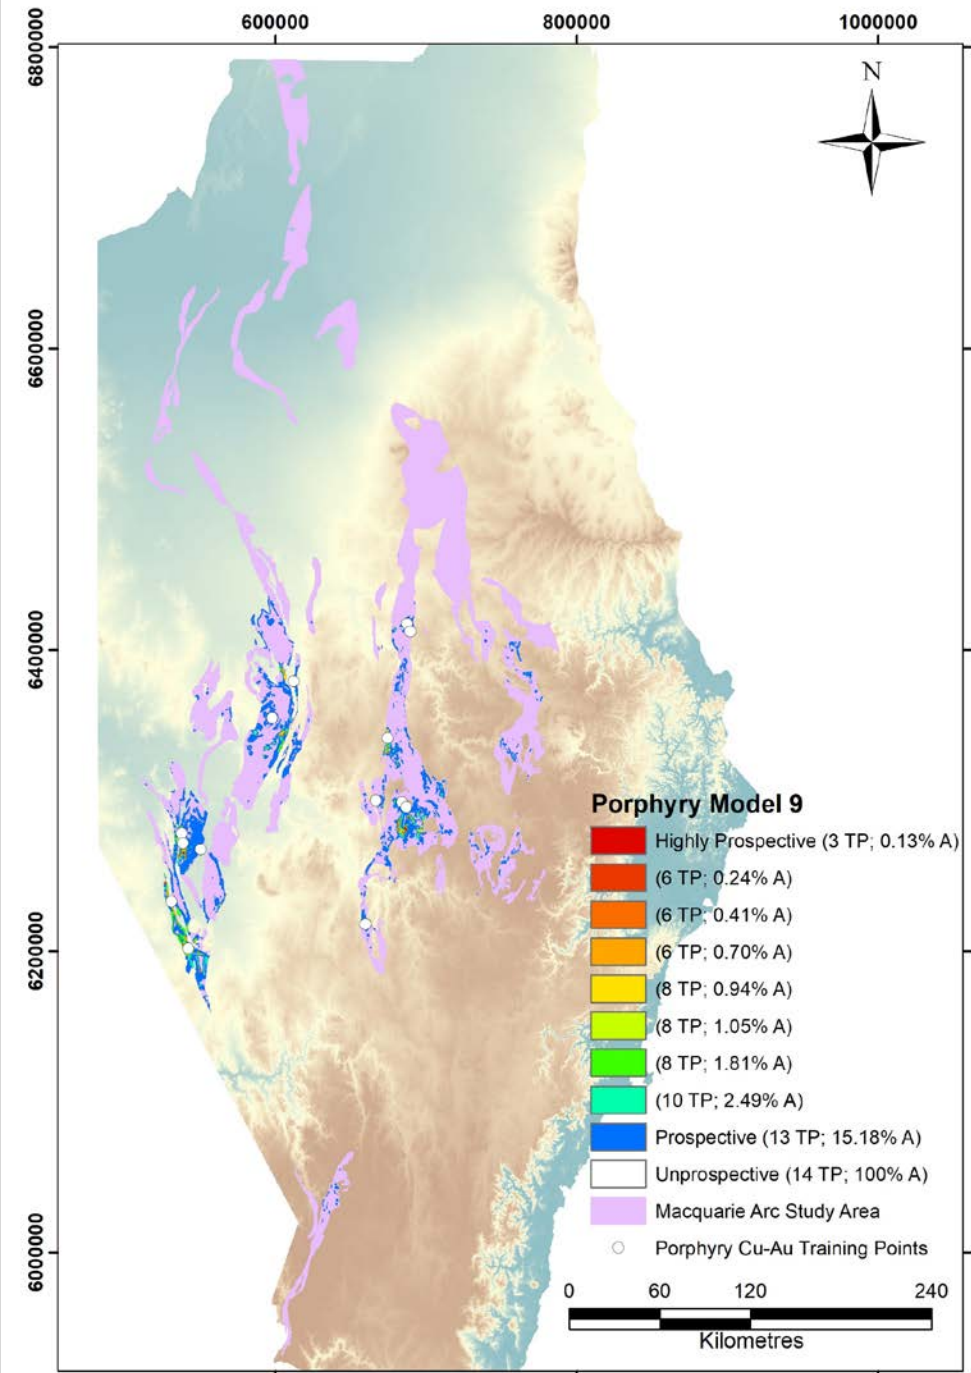 600000 800000 1000000
6800000
N
6600000
6400000
6200000
6000000
Porphyry Model 9
Highly Prospective (3 TP; 0.13% A)
(6 TP; 0.24% A)
(6 TP; 0.41% A)
(6 TP; 0.70% A)
(8 TP; 0.94% A)
(8 TP; 1.05% A)
(8 TP; 1.81% A)
(10 TP; 2.49% A)
Prospective (13 TP; 15.18% A)
Unprospective (14 TP; 100% A)
Macquarie Arc Study Area
Porphyry Cu-Au Training Points
0 60 120 240
Kilometres